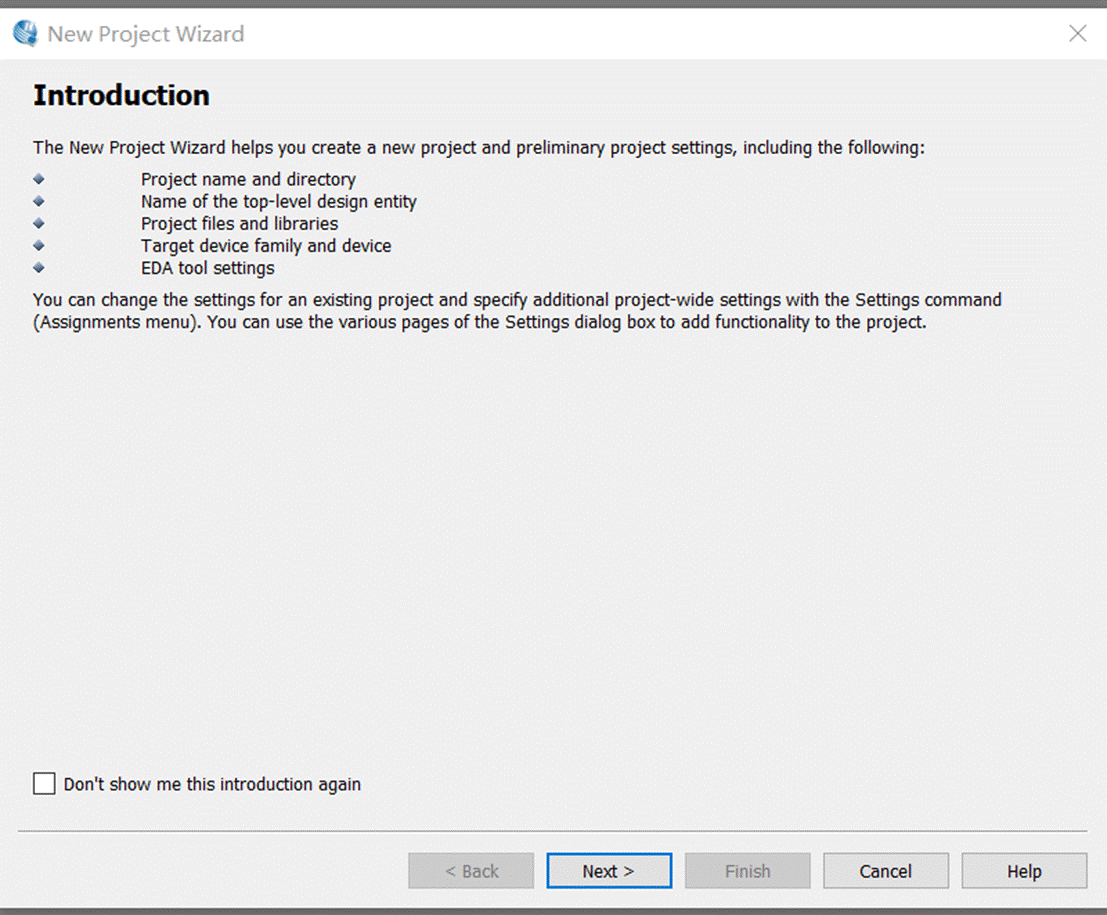 New Project Wizard
Introduction
The New Project Wizard helps you create a new project and preliminary project settings, including the following:
Project name and directory
Name of the top-level design entity
Project files and libraries
Target device family and device
EDA tool settings
You can change the settings for an existing project and specify additional project-wide settings with the Settings command
(Assignments menu). You can use the various pages of the Settings dialog box to add functionality to the project.
Don't show me this introduction again
< Back Next > Finish Cancel Help